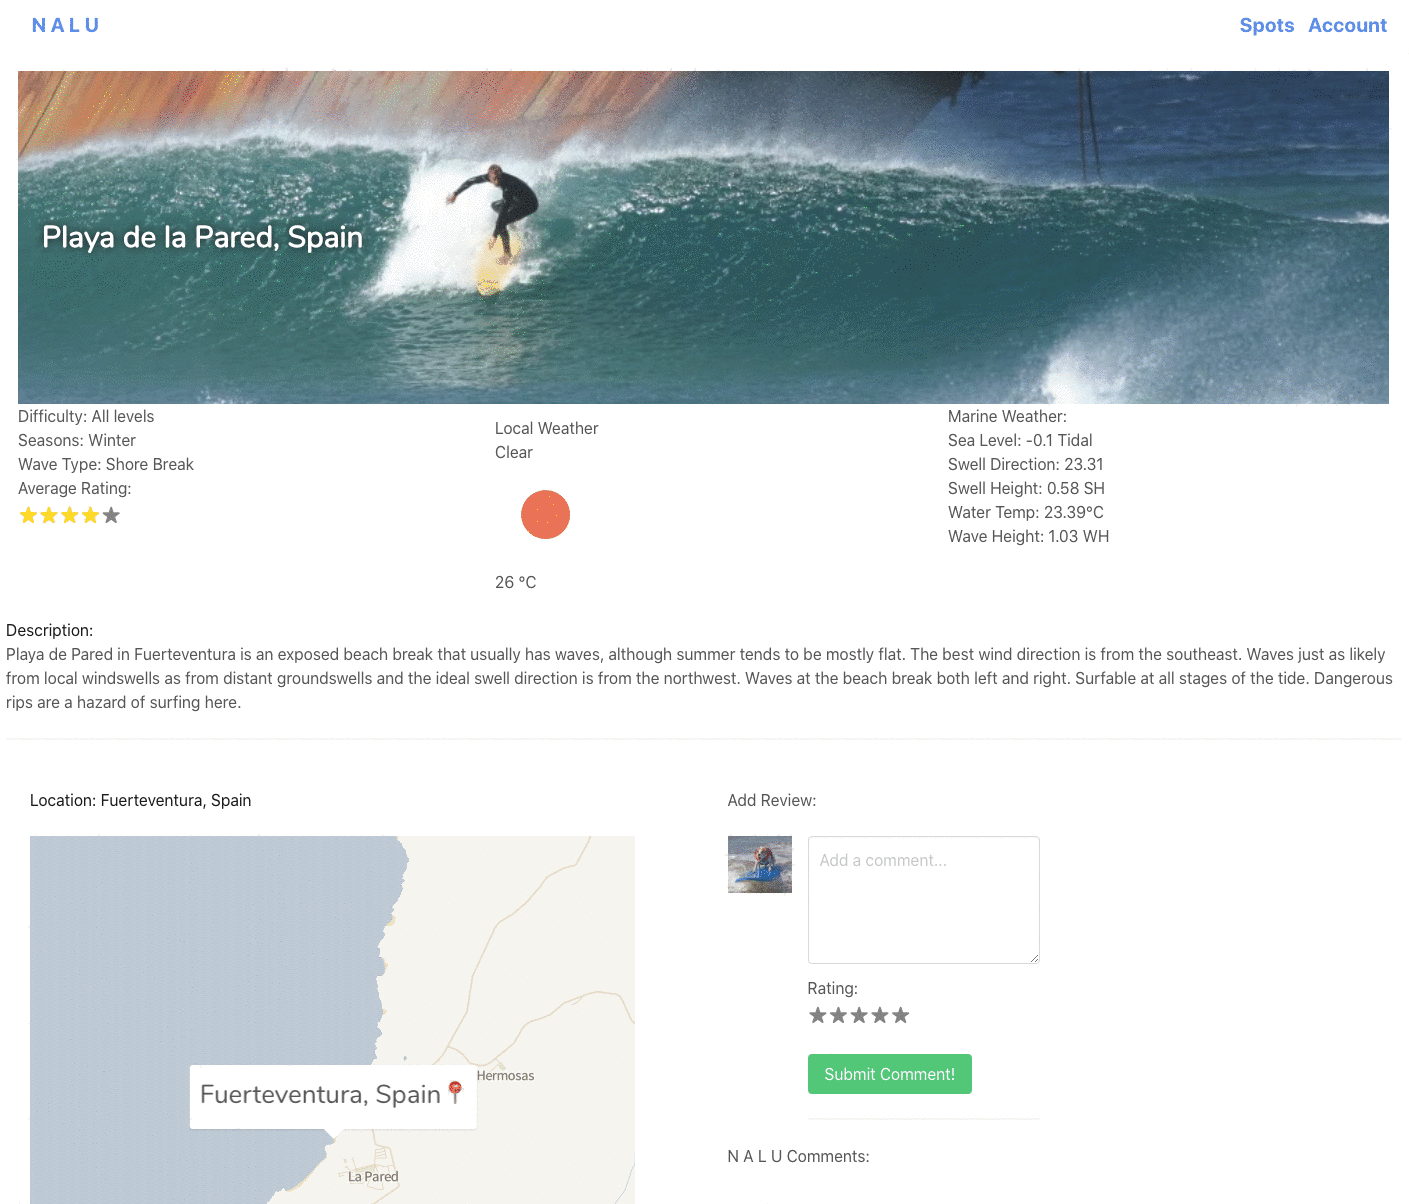 N A L U
Spots Account
Playa de la Pared, Spain
Difficulty: All levels
Seasons: Winter
Wave Type: Shore Break
Average Rating:
Local Weather
Clear
26 ºC
Marine Weather:
Sea Level: -0.1 Tidal
Swell Direction: 23.31
Swell Height: 0.58 SH
Water Temp: 23.39ºC
Wave Height: 1.03 WH
Description:
Playa de Pared in Fuerteventura is an exposed beach break that usually has waves, although summer tends to be mostly flat. The best wind direction is from the southeast. Waves just as likely
from local windswells as from distant groundswells and the ideal swell direction is from the northwest. Waves at the beach break both left and right. Surfable at all stages of the tide. Dangerous
rips are a hazard of surfing here.
Location: Fuerteventura, Spain
Hermosas
Fuerteventura, Spain
La Pared
Add Review:
Add a comment...
Rating:
Submit Comment!
N A L U Comments: